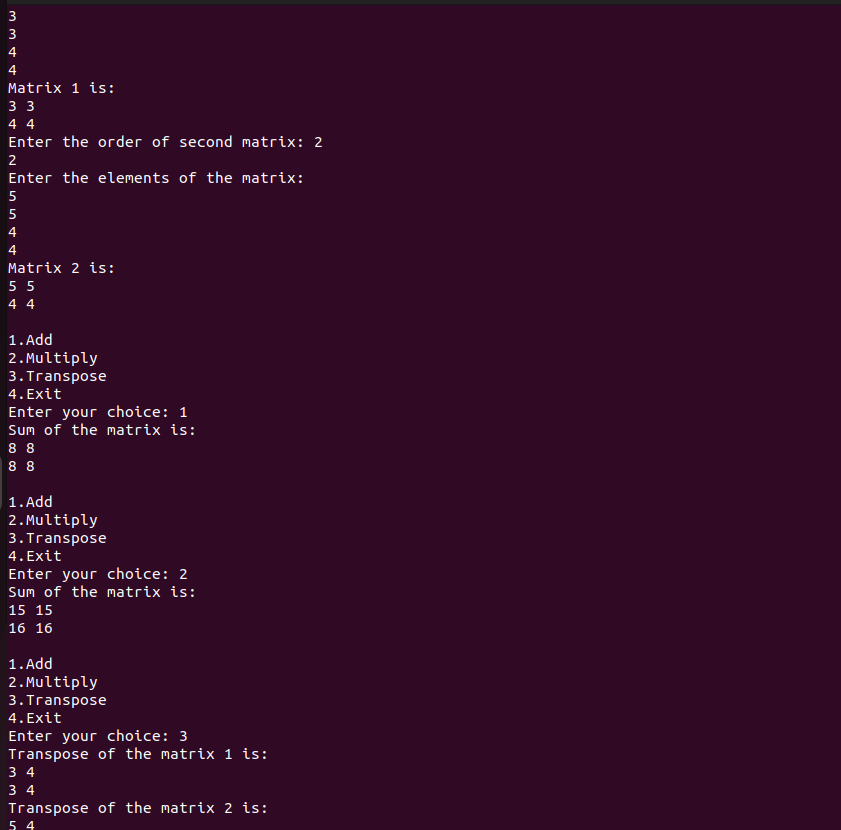 3
3
4
4
Matrix 1 is:
3 3
4 4
Enter the order of second matrix: 2
2
Enter the elements of the matrix:
5
5
4
4
Matrix 2 is:
5 5
4 4
1.Add
2.Multiply
3.Transpose
4.Exit
Enter your choice: 1
Sum of the matrix is:
8 8
8 8
1.Add
2.Multiply
3.Transpose
4.Exit
Enter your choice: 2
Sum of the matrix is:
15 15
16 16
1.Add
2.Multiply
3.Transpose
4.Exit
Enter your choice: 3
Transpose of the matrix 1 is:
3 4
3 4
Transpose of the matrix 2 is:
5 4